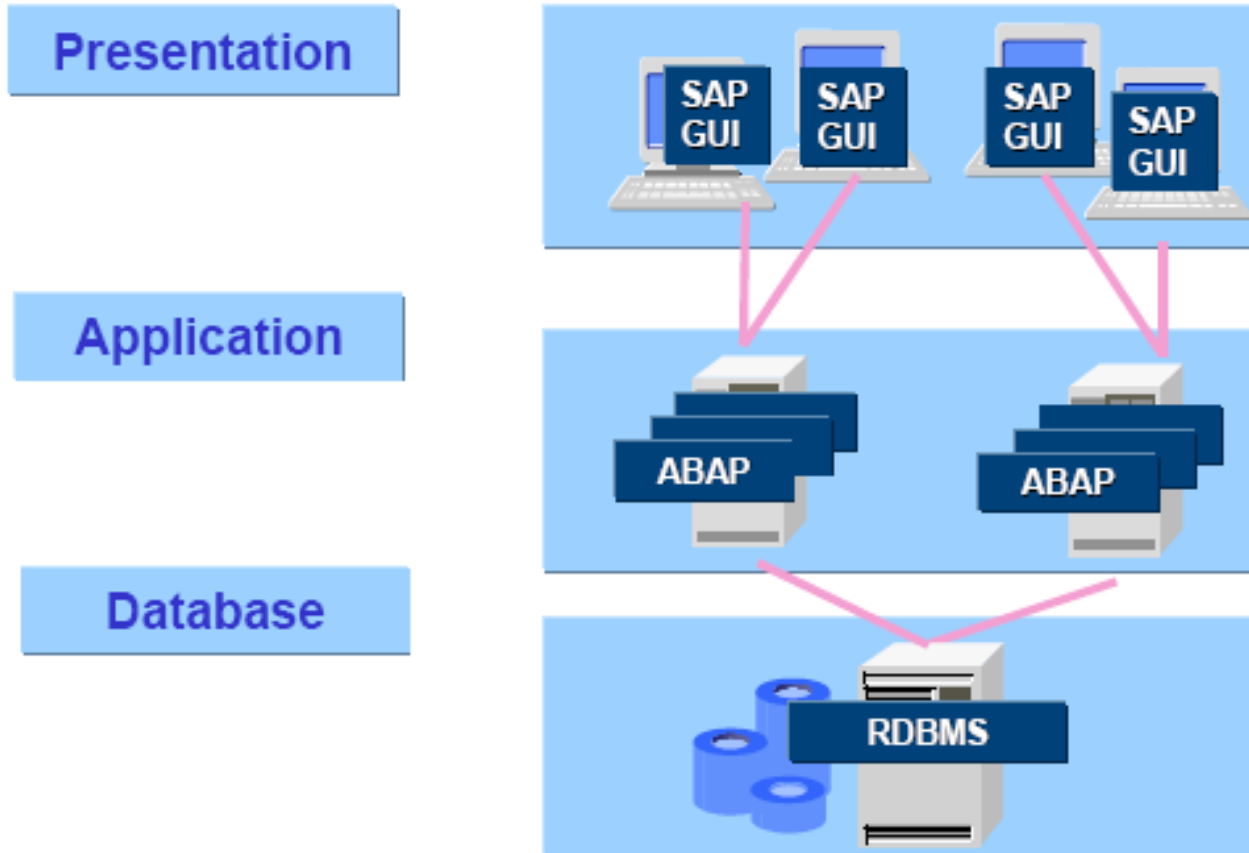 Presentation
SAP
GUI
SAP
GUI
SAP
GUI
SAP
GUI
Application
ABAP
ABAP
Database
RDBMS